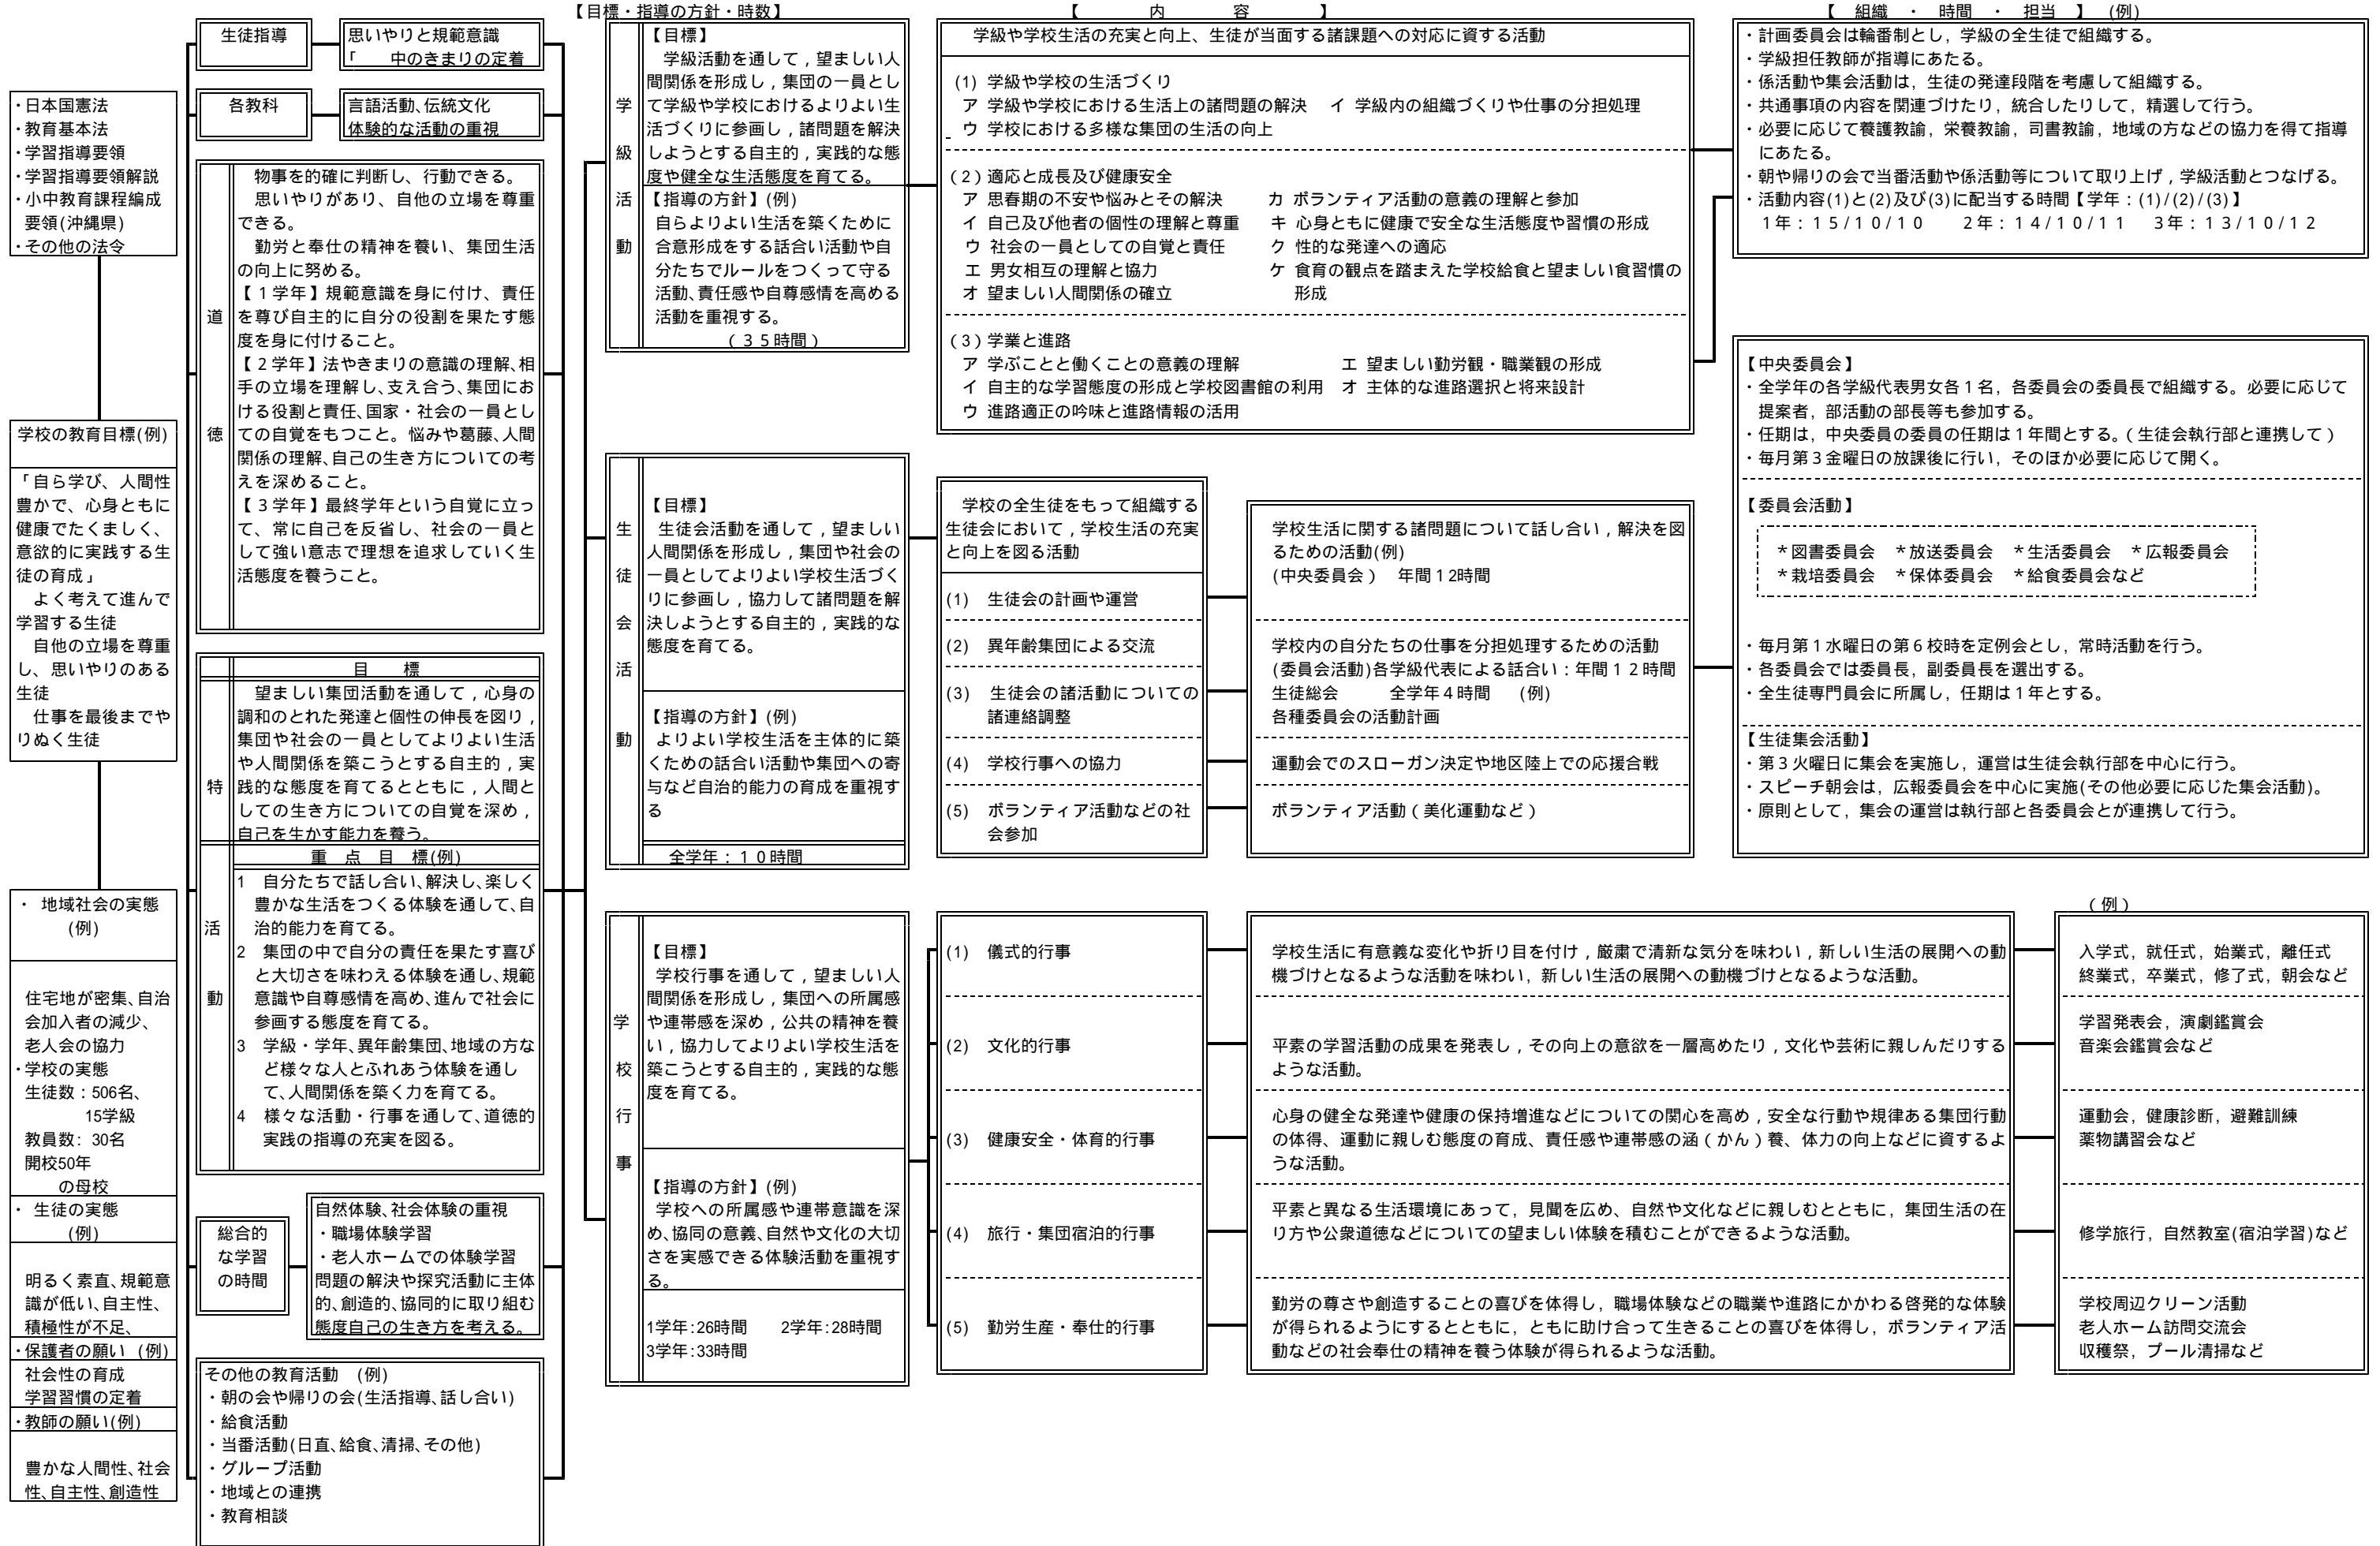 【目標・指導の方針・時数】
【　内　容　】
【　組織　・　時間　・　担当　】　(例)
・日本国憲法
・教育基本法
・学習指導要領
・学習指導要領解説
・小中教育課程編成
要領(沖縄県)
・その他の法令
学校の教育目標(例)
「自ら学び、人間性
豊かで、心身ともに
健康でたくましく、
意欲的に実践する生
徒の育成」
よく考えて進んで
学習する生徒
自他の立場を尊重
し、思いやりのある
生徒
仕事を最後までや
りぬく生徒
・ 地域社会の実態
(例)
住宅地が密集、自治
会加入者の減少、
老人会の協力
・学校の実態
生徒数：506名、
15学級
教員数：30名
開校50年
の母校
・ 生徒の実態
(例)
明るく素直、規範意
識が低い、自主性、
積極性が不足、
・保護者の願い (例)
社会性の育成
学習習慣の定着
・教師の願い(例)
豊かな人間性、社会
性、自主性、創造性
生徒指導
思いやりと規範意識
「　　中のきまりの定着
各教科
言語活動、伝統文化
体験的な活動の重視
道徳
物事を的確に判断し、行動できる。
思いやりがあり、自他の立場を尊重
できる。
勤労と奉仕の精神を養い、集団生活
の向上に努める。
【１学年】規範意識を身に付け、責任
を尊び自主的に自分の役割を果たす態
度を身に付けること。
【２学年】法やきまりの意識の理解、相
手の立場を理解し、支え合う、集団にお
ける役割と責任、国家・社会の一員とし
ての自覚をもつこと。悩みや葛藤、人間
関係の理解、自己の生き方についての考
えを深めること。
【３学年】最終学年という自覚に立っ
て、常に自己を反省し、社会の一員と
して強い意志で理想を追求していく生
活態度を養うこと。
特活動
目　標
望ましい集団活動を通して，心身の
調和のとれた発達と個性の伸長を図り，
集団や社会の一員としてよりよい生活
や人間関係を築こうとする自主的，実
践的な態度を育てるとともに，人間と
しての生き方についての自覚を深め，
自己を生かす能力を養う。
重　点　目　標(例)
1　自分たちで話し合い、解決し、楽しく
豊かな生活をつくる体験を通して、自
治的能力を育てる。
2　集団の中で自分の責任を果たす喜び
と大切さを味わえる体験を通し、規範
意識や自尊感情を高め、進んで社会に
参画する態度を育てる。
3　学級・学年、異年齢集団、地域の方な
ど様々な人とふれあう体験を通し
て、人間関係を築く力を育てる。
4　様々な活動・行事を通して、道徳的
実践の指導の充実を図る。
総合的
な学習
の時間
自然体験、社会体験の重視
・職場体験学習
・老人ホームでの体験学習
問題の解決や探究活動に主体
的、創造的、協同的に取り組む
態度自己の生き方を考える。
その他の教育活動　(例)
・朝の会や帰りの会(生活指導、話し合い)
・給食活動
・当番活動(日直、給食、清掃、その他)
・グループ活動
・地域との連携
・教育相談
学級活動
【目標】
学級活動を通して，望ましい人
間関係を形成し，集団の一員とし
て学級や学校におけるよりよい生
活づくりに参画し，諸問題を解決
しようとする自主的，実践的な態
度や健全な生活態度を育てる。
【指導の方針】(例)
自らよりよい生活を築くために
合意形成をする話合い活動や自
分たちでルールをつくって守る
活動、責任感や自尊感情を高める
活動を重視する。
（３５時間）
学級や学校生活の充実と向上、生徒が当面する諸課題への対応に資する活動
(1) 学級や学校の生活づくり
ア 学級や学校における生活上の諸問題の解決　イ 学級内の組織づくりや仕事の分担処理
ウ 学校における多様な集団の生活の向上
(２)適応と成長及び健康安全
ア 思春期の不安や悩みとその解決　カ ボランティア活動の意義の理解と参加
イ 自己及び他者の個性の理解と尊重　キ 心身ともに健康で安全な生活態度や習慣の形成
ウ 社会の一員としての自覚と責任　ク 性的な発達への適応
エ 男女相互の理解と協力　ケ 食育の観点を踏まえた学校給食と望ましい食習慣の
オ 望ましい人間関係の確立　形成
(３)学業と進路
ア 学ぶことと働くことの意義の理解　エ 望ましい勤労観・職業観の形成
イ 自主的な学習態度の形成と学校図書館の利用　オ 主体的な進路選択と将来設計
ウ 進路適正の吟味と進路情報の活用
・計画委員会は輪番制とし，学級の全生徒で組織する。
・学級担任教師が指導にあたる。
・係活動や集会活動は，生徒の発達段階を考慮して組織する。
・共通事項の内容を関連づけたり，統合したりして，精選して行う。
・必要に応じて養護教諭，栄養教諭，司書教諭，地域の方などの協力を得て指導
にあたる。
・朝や帰りの会で当番活動や係活動等について取り上げ，学級活動とつなげる。
・活動内容(1)と(2)及び(3)に配当する時間【学年：(1)/(2)/(3)】
１年：１５/１０/１０　　２年：１４/１０/１１　３年：１３/１０/１２
生徒会活動
【目標】
生徒会活動を通して，望ましい
人間関係を形成し，集団や社会の
一員としてよりよい学校生活づく
りに参画し，協力して諸問題を解
決しようとする自主的，実践的な
態度を育てる。
【指導の方針】(例)
よりよい学校生活を主体的に築
くための話合い活動や集団への寄
与など自治的能力の育成を重視す
る
全学年：１０時間
学校の全生徒をもって組織する
生徒会において，学校生活の充実
と向上を図る活動
(1)　生徒会の計画や運営
(2)　異年齢集団による交流
(3)　生徒会の諸活動についての
諸連絡調整
(4)　学校行事への協力
(5)　ボランティア活動などの社
会参加
学校生活に関する諸問題について話し合い，解決を図
るための活動(例)
(中央委員会）　年間１２時間
学校内の自分たちの仕事を分担処理するための活動
(委員会活動)各学級代表による話合い：年間１２時間
生徒総会　　全学年４時間　(例)
各種委員会の活動計画
運動会でのスローガン決定や地区陸上での応援合戦
ボランティア活動（美化運動など）
【中央委員会】
・全学年の各学級代表男女各１名，各委員会の委員長で組織する。必要に応じて
提案者，部活動の部長等も参加する。
・任期は，中央委員の委員の任期は１年間とする。（生徒会執行部と連携して）
・毎月第３金曜日の放課後に行い，そのほか必要に応じて開く。
【委員会活動】
＊図書委員会　＊放送委員会　＊生活委員会　＊広報委員会
＊栽培委員会　＊保体委員会　＊給食委員会など
・毎月第１水曜日の第６校時を定例会とし，常時活動を行う。
・各委員会では委員長，副委員長を選出する。
・全生徒専門員会に所属し，任期は１年とする。
【生徒集会活動】
・第３火曜日に集会を実施し，運営は生徒会執行部を中心に行う。
・スピーチ朝会は，広報委員会を中心に実施(その他必要に応じた集会活動)。
・原則として，集会の運営は執行部と各委員会とが連携して行う。
学校行事
【目標】
学校行事を通して，望ましい人
間関係を形成し，集団への所属感
や連帯感を深め，公共の精神を養
い，協力してよりよい学校生活を
築こうとする自主的，実践的な態
度を育てる。
【指導の方針】(例)
学校への所属感や連帯意識を深
め、協同の意義、自然や文化の大切
さを実感できる体験活動を重視す
る。
1学年:26時間　　2学年:28時間
3学年:33時間
（例）
(1)　儀式的行事
学校生活に有意義な変化や折り目を付け，厳粛で清新な気分を味わい，新しい生活の展開への動
機づけとなるような活動を味わい，新しい生活の展開への動機づけとなるような活動。
入学式，就任式，始業式，離任式
終業式，卒業式，修了式，朝会など
(2)　文化的行事
平素の学習活動の成果を発表し，その向上の意欲を一層高めたり，文化や芸術に親しんだりする
ような活動。
学習発表会，演劇鑑賞会
音楽会鑑賞会など
(3)　健康安全・体育的行事
心身の健全な発達や健康の保持増進などについての関心を高め，安全な行動や規律ある集団行動
の体得、運動に親しむ態度の育成、責任感や連帯感の涵（かん）養、体力の向上などに資するよ
うな活動。
運動会，健康診断，避難訓練
薬物講習会など
(4)　旅行・集団宿泊的行事
平素と異なる生活環境にあって，見聞を広め、自然や文化などに親しむとともに，集団生活の在
り方や公衆道徳などについての望ましい体験を積むことができるような活動。
修学旅行，自然教室(宿泊学習)など
(5)　勤労生産・奉仕的行事
勤労の尊さや創造することの喜びを体得し，職場体験などの職業や進路にかかわる啓発的な体験
が得られるようにするとともに，ともに助け合って生きることの喜びを体得し，ボランティア活
動などの社会奉仕の精神を養う体験が得られるような活動。
学校周辺クリーン活動
老人ホーム訪問交流会
収穫祭，プール清掃など